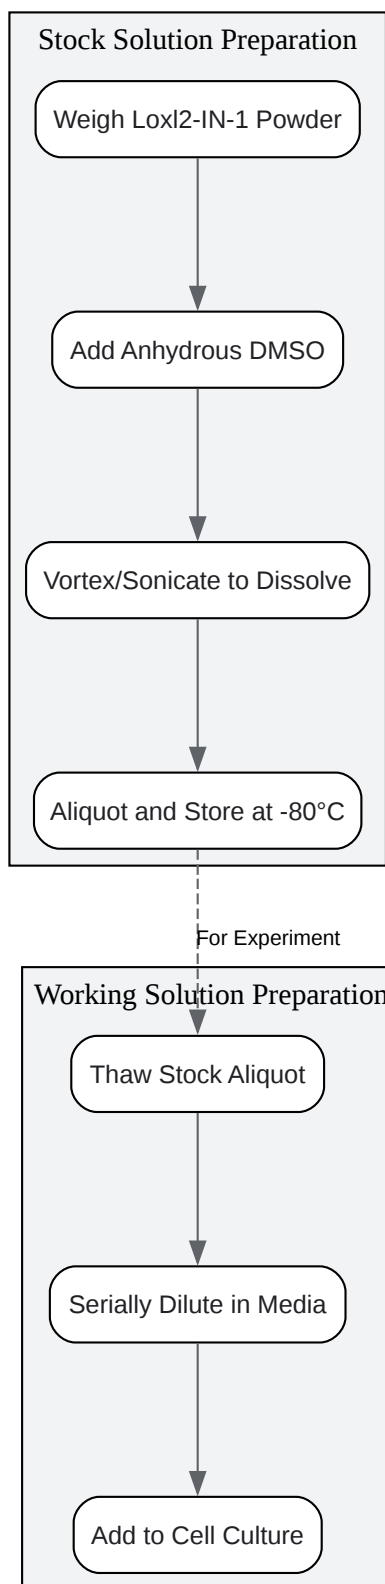 Stock Solution Preparation
Weigh Loxl2-IN-1 Powder
Add Anhydrous DMSO
Vortex/Sonicate to Dissolve
Aliquot and Store at -80°C
For Experiment
Working Solution Preparation
Thaw Stock Aliquot
Serially Dilute in Media
Add to Cell Culture